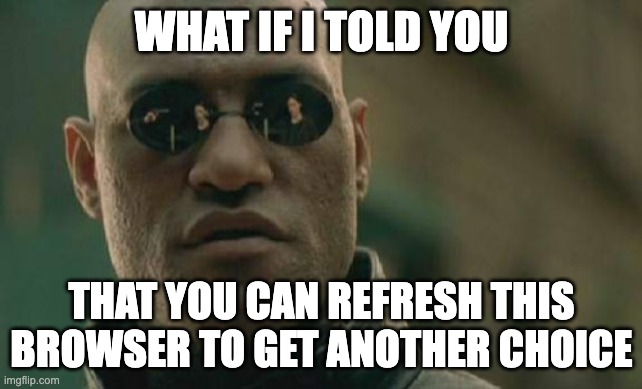 WHAT IF I TOLD YOU
THAT YOU CAN REFRESH THIS
BROWSER TO GET ANOTHER CHOICE
imgflip.com